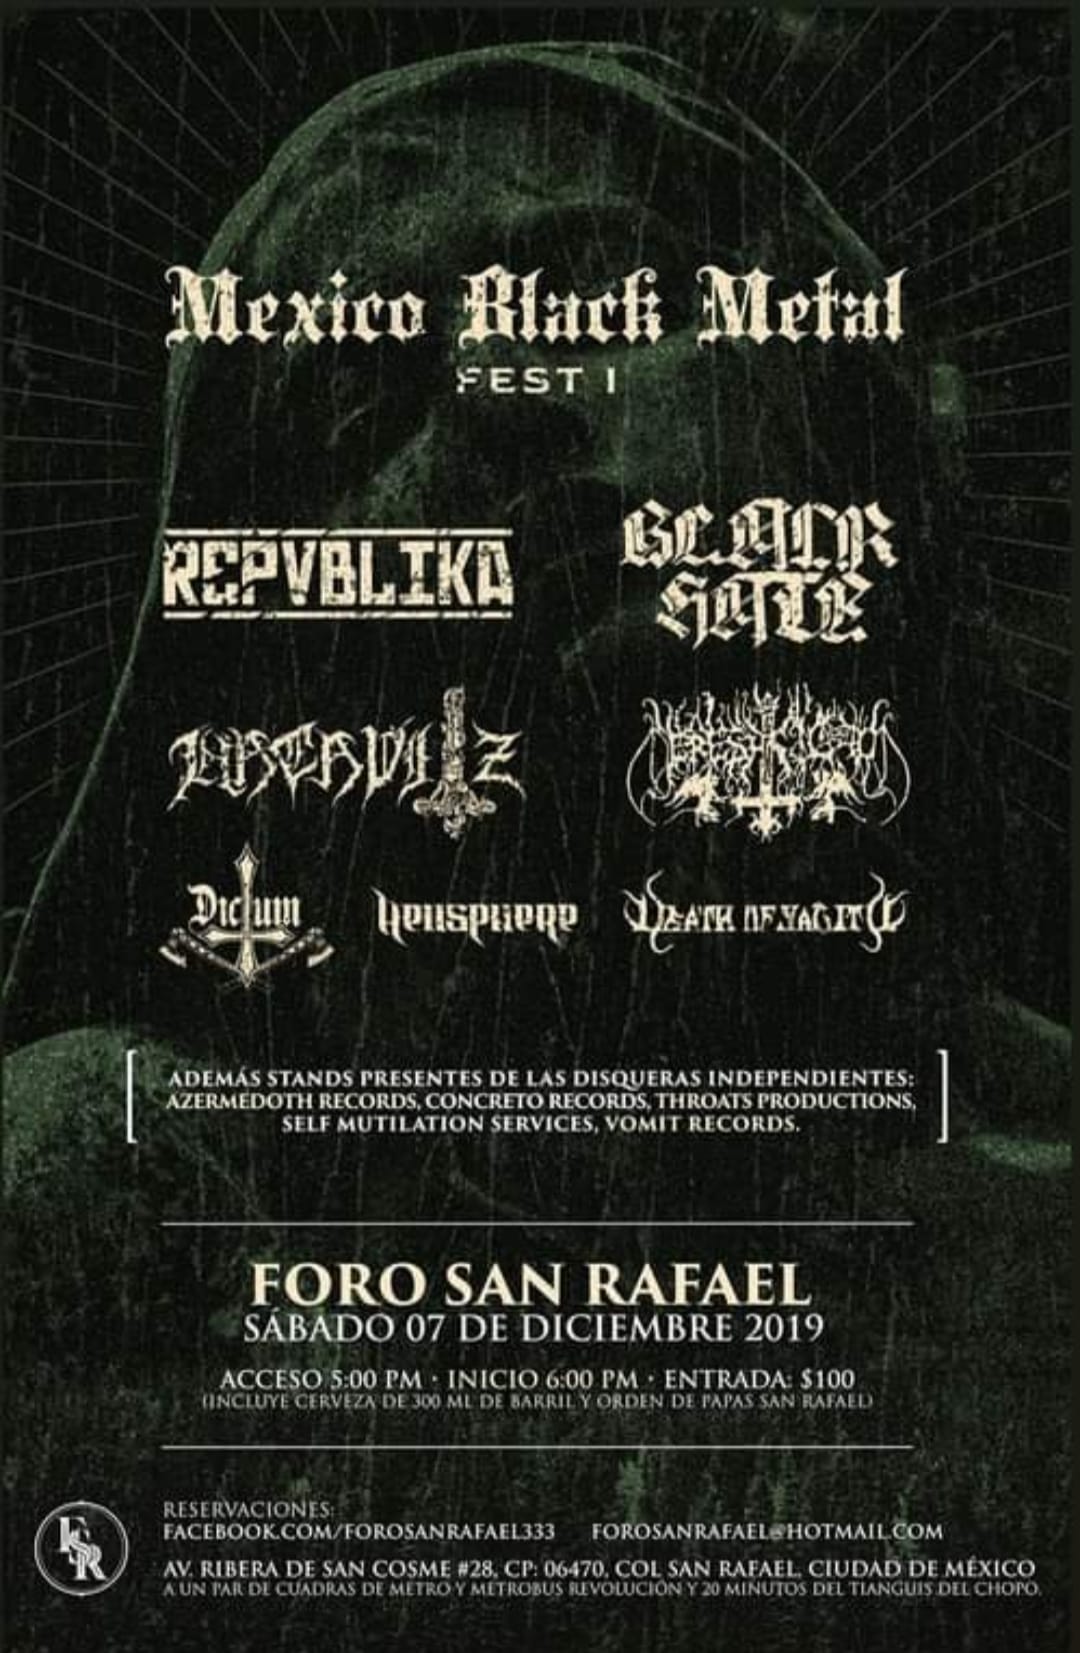 Mexico Black Metal
FEST I
REPVBLIKA
BLACK
HATE
Dictum
HELLSPHERE
ADEMÁS STANDS PRESENTES DE LAS DISQUERAS INDEPENDIENTES:
AZERMEDOTH RECORDS, CONCRETO RECORDS, THROATS PRODUCTIONS,
SELF MUTILATION SERVICES, VOMIT RECORDS.
FORO SAN RAFAEL
SÁBADO 07 DE DICIEMBRE 2019
ACCESO 5:00 PM · INICIO 6:00 PM · ENTRADA: $100
(INCLUYE CERVEZA DE 300 ML DE BARRIL Y ORDEN DE PAPAS SAN RAFAEL)
FSR
RESERVACIONES:
FACEBOOK.COM/FOROSANRAFAEL333 FOROSANRAFAEL@HOTMAIL.COM
AV. RIBERA DE SAN COSME #28, CP: 06470, COL SAN RAFAEL, CIUDAD DE MÉXICO
A UN PAR DE CUADRAS DE METRO Y METROBUS REVOLUCIÓN Y 20 MINUTOS DEL TIANGUIS DEL CHOPO.